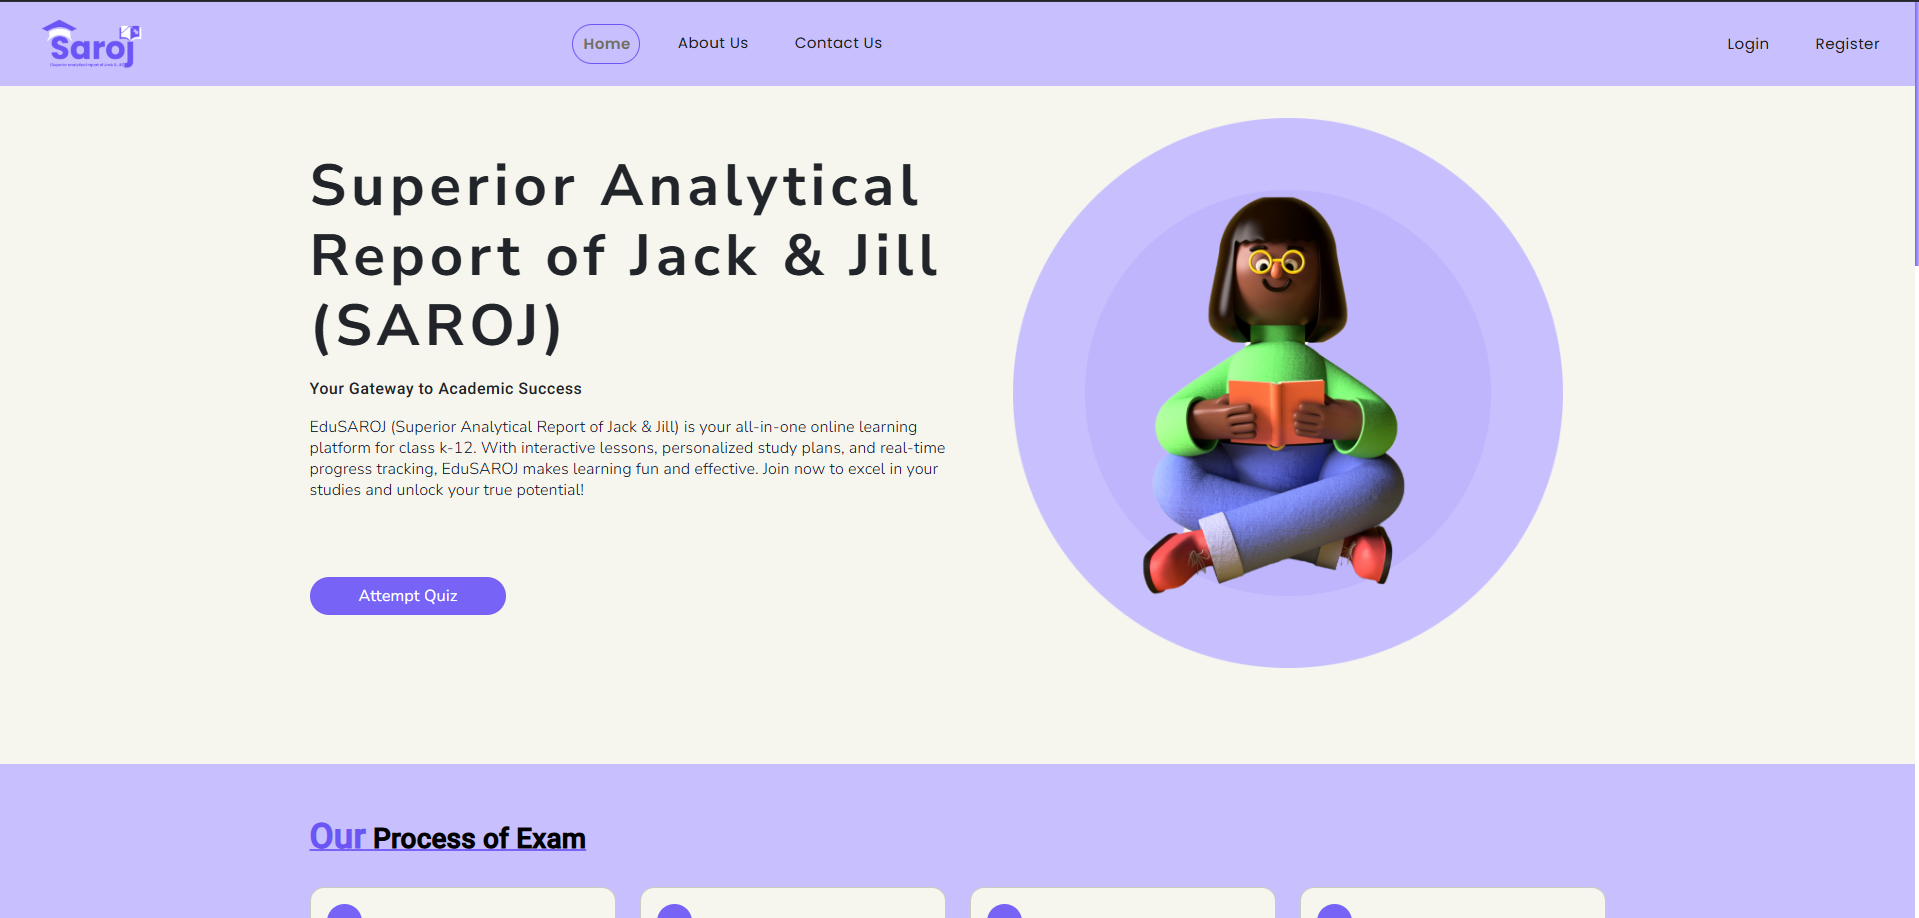 Saroj
Home
About Us
Contact Us
Login
Register
Superior Analytical
Report of Jack & Jill
(SAROJ)
Your Gateway to Academic Success
EduSAROJ (Superior Analytical Report of Jack & Jill) is your all-in-one online learning
platform for class k-12. With interactive lessons, personalized study plans, and real-time
progress tracking, EduSAROJ makes learning fun and effective. Join now to excel in your
studies and unlock your true potential!
Attempt Quiz
Our Process of Exam